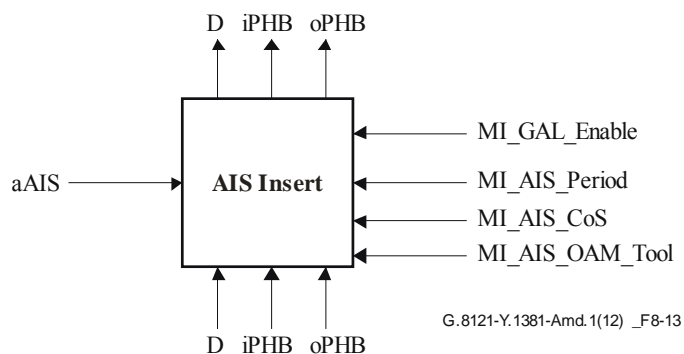 D iPHB oPHB
MI_GAL_Enable
aAIS
AIS Insert
MI_AIS_Period
MI_AIS_CoS
MI_AIS_OAM_Tool
D iPHB oPHB
G.8121-Y.1381-Amd.1(12) _F8-13